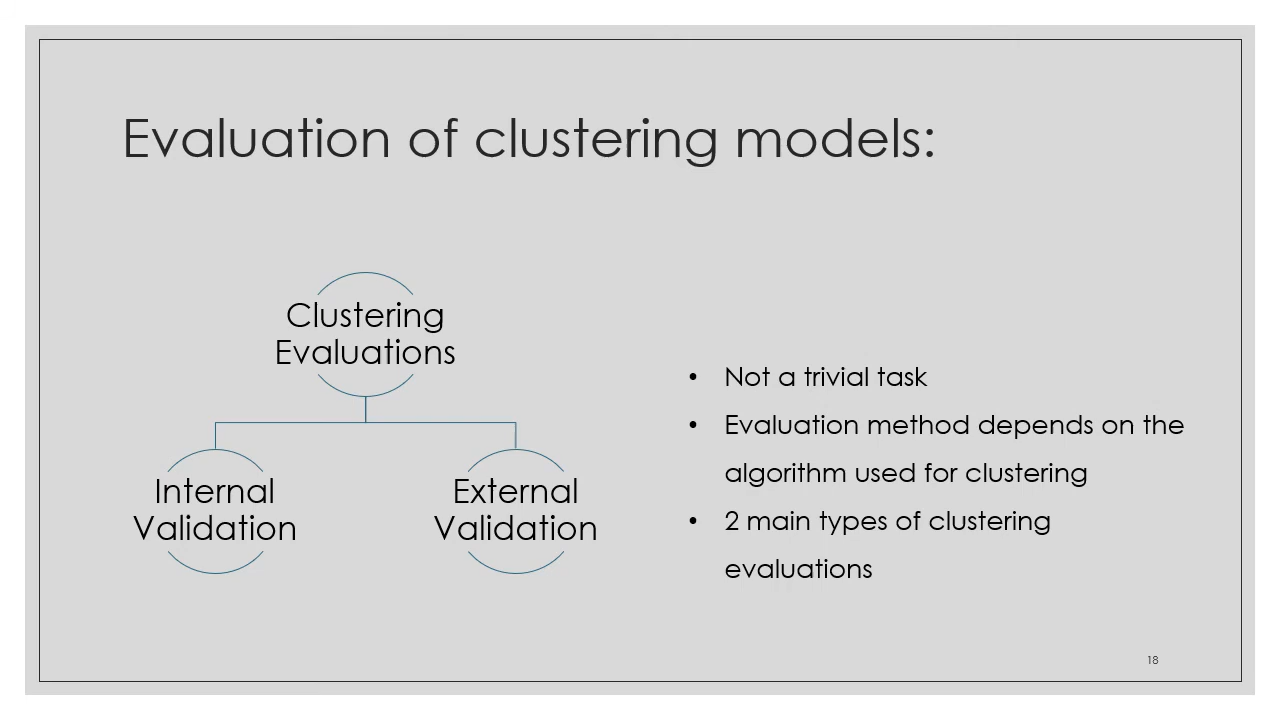 Evaluation of clustering models:
Clustering
Evaluations
Internal
Validation
External
Validation
• Not a trivial task
• Evaluation method depends on the
algorithm used for clustering
• 2 main types of clustering
evaluations
18